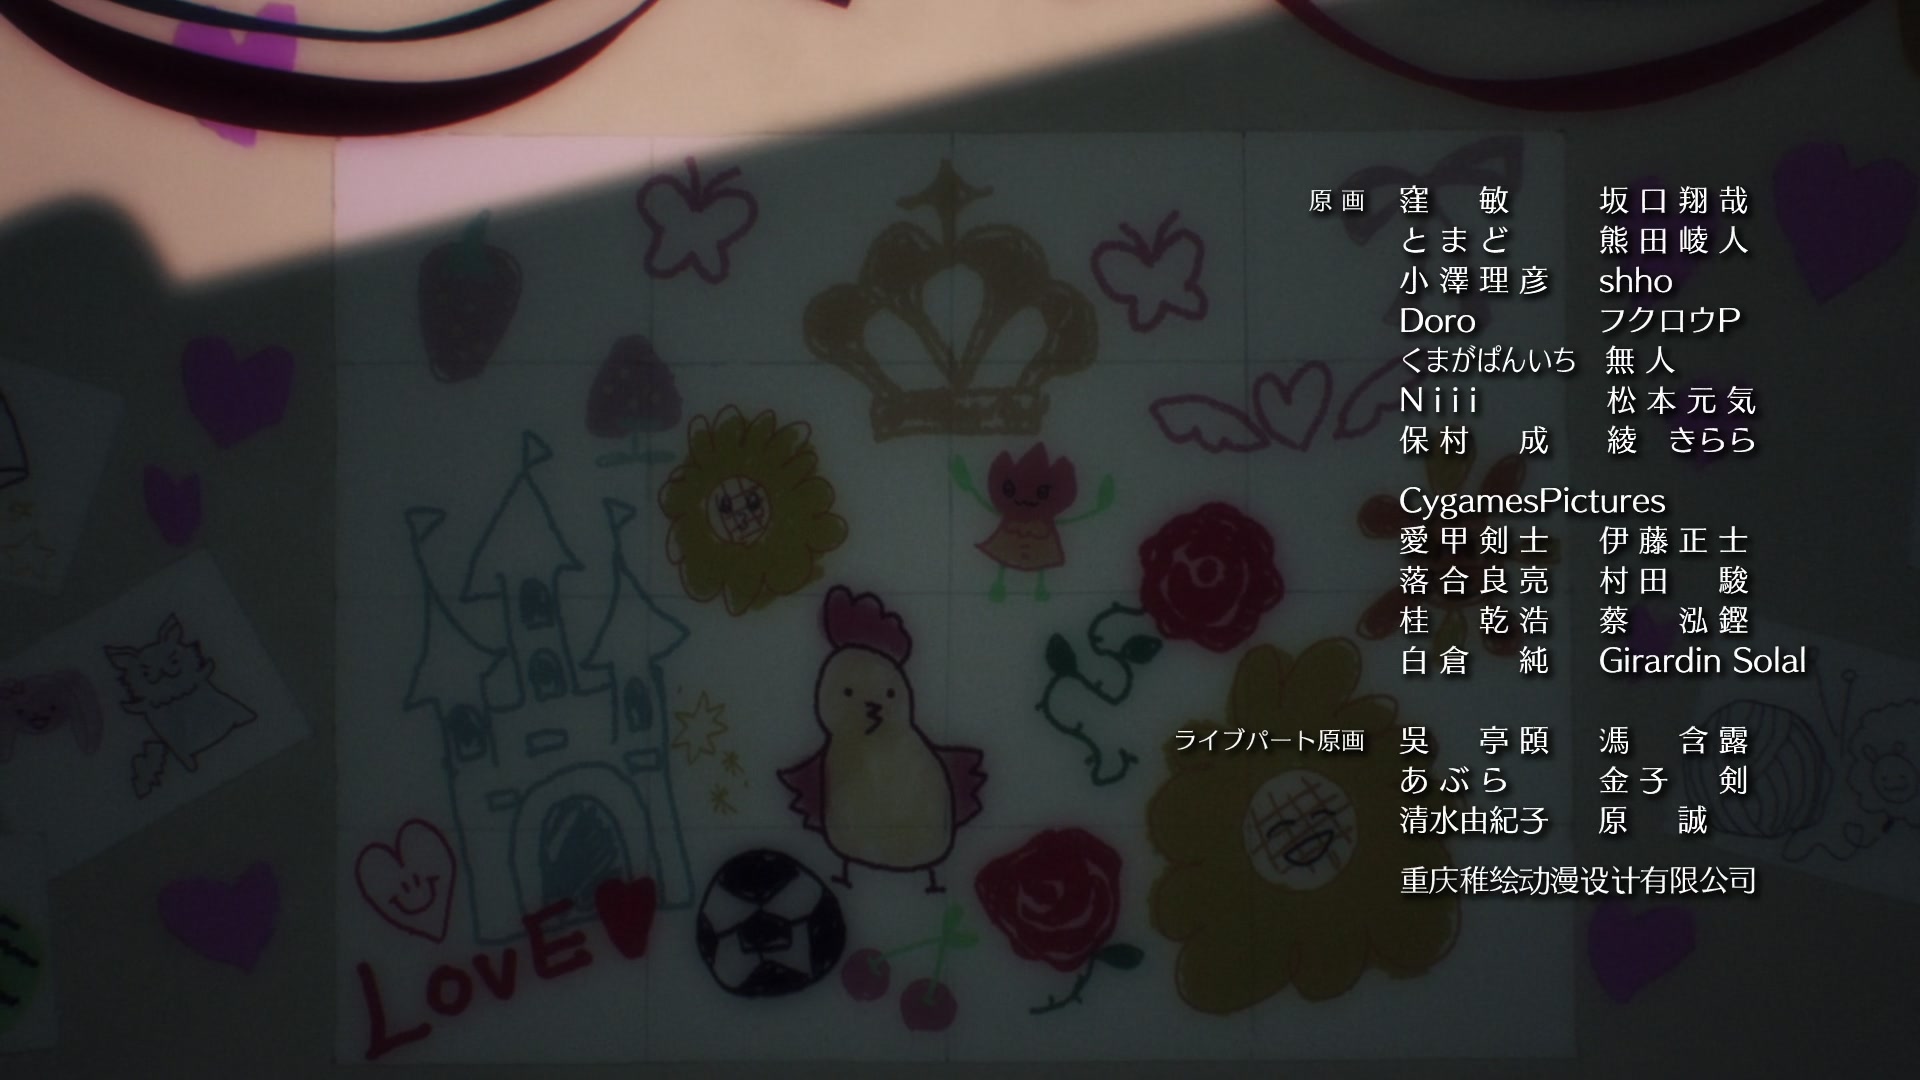 原画 窪 敏 坂口翔哉
とまど 熊田崚人
小澤理彦 shho
Doro フクロウP
くまがぱんいち 無人
Niii 松本元気
保村 成 綾 きらら
CygamesPictures
愛甲剣士 伊藤正士
落合良亮 村田 駿
桂 乾浩 蔡 泓鏗
白倉 純 Girardin Solal
ライブパート原画 吳 亭頤 馮 含露
あぶら 金子 剣
清水由紀子 原 誠
重庆稚绘动漫设计有限公司
LOVE